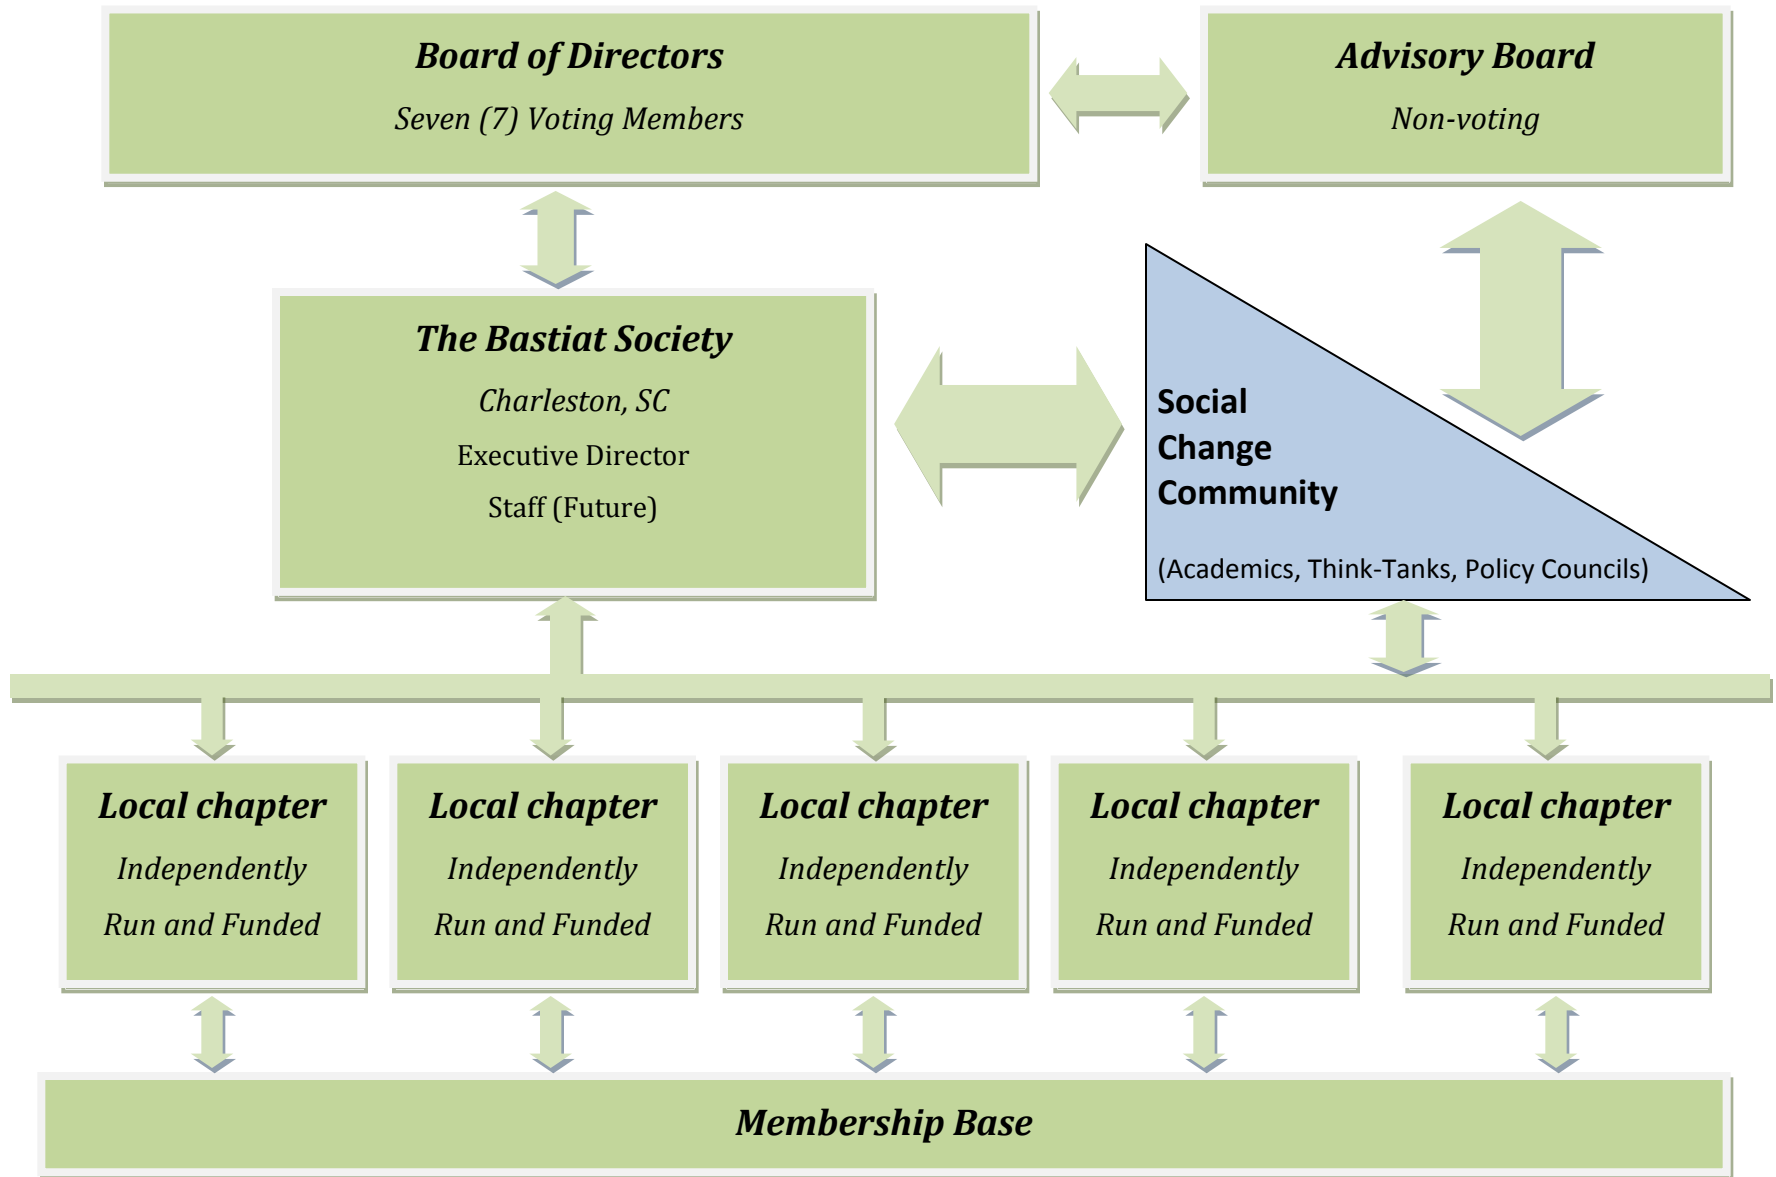 Board of Directors
Seven (7) Voting Members
Advisory Board
Non-voting
The Bastiat Society
Charleston, SC
Executive Director
Staff (Future)
Social
Change
Community
(Academics, Think-Tanks, Policy Councils)
Local chapter
Independently
Run and Funded
Local chapter
Independently
Run and Funded
Local chapter
Independently
Run and Funded
Local chapter
Independently
Run and Funded
Local chapter
Independently
Run and Funded
Membership Base